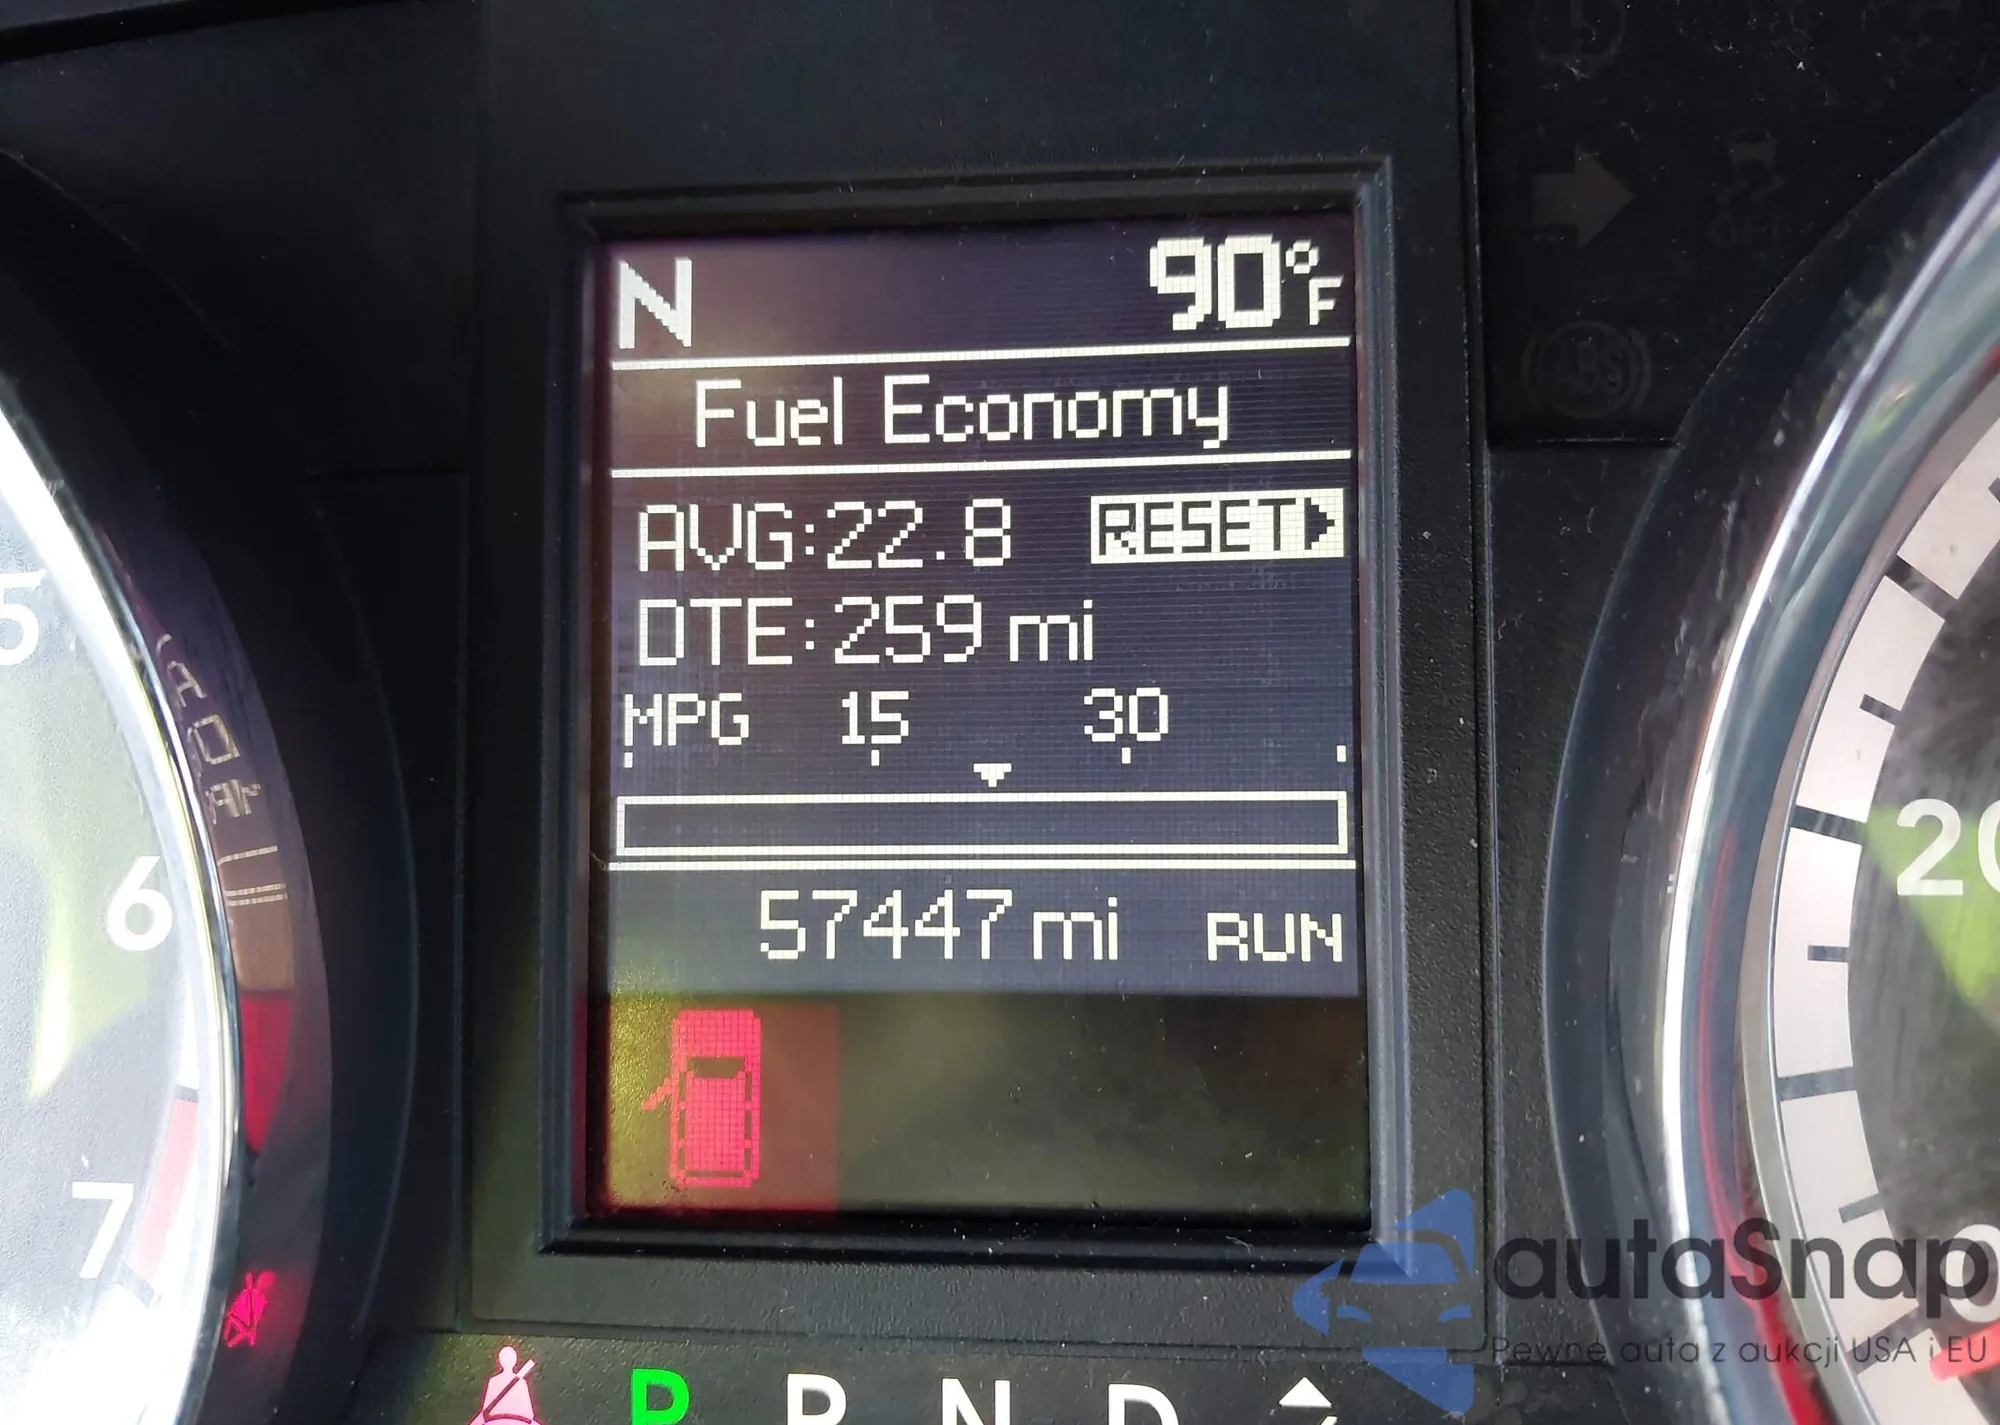 N 90°F
Fuel Economy
AVG:22.8 RESET
DTE:259 mi
MPG 15 30
57447 mi RUN
5
6
7
20
ABS
P R N D
autaSnap
Pewne auta z aukcji USA i EU